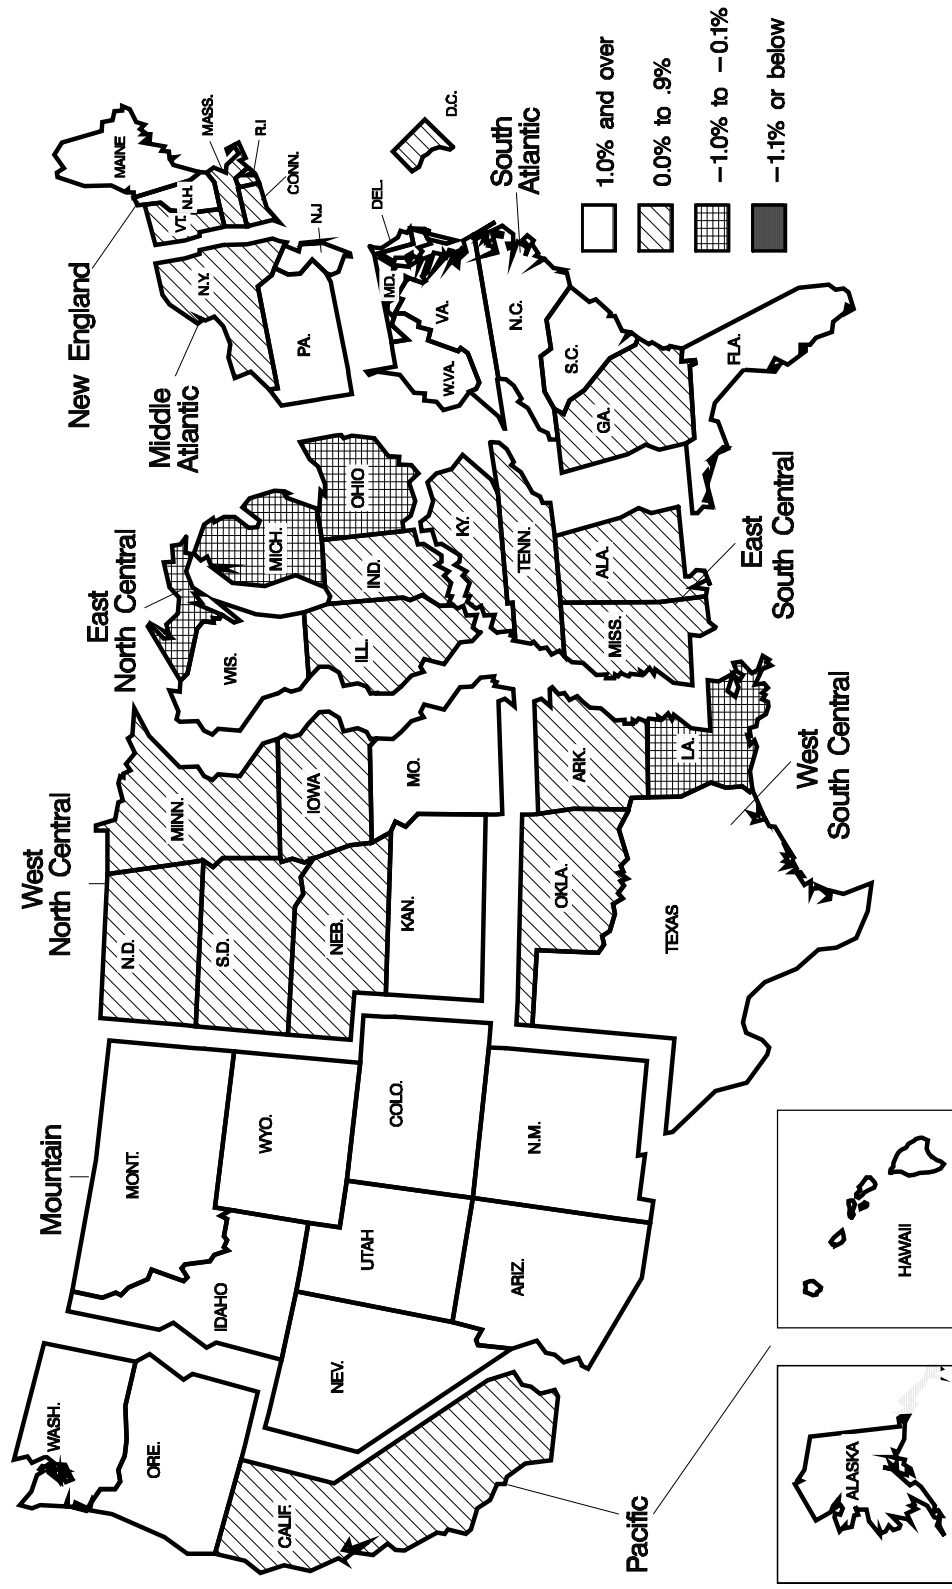 Pacific
Mountain
West
North Central
East
North Central
Middle
Atlantic
New England
West
South Central
East
South Central
South
Atlantic
WASH.
ORE.
CALIF.
NEV.
IDAHO
MONT.
WYO.
UTAH
ARIZ.
COLO.
N.M.
N.D.
S.D.
NEB.
KAN.
MINN.
IOWA
MO.
OKLA.
TEXAS
ARK.
LA.
WIS.
MICH.
ILL.
IND.
OHIO
KY.
TENN.
MISS.
ALA.
GA.
FLA.
S.C.
N.C.
VA.
W.VA.
MD.
DEL.
D.C.
PA.
N.J
N.Y.
VT.
N.H.
MAINE
MASS.
R.I
CONN.
ALASKA
HAWAII
1.0% and over
0.0% to .9%
−1.0% to −0.1%
−1.1% or below